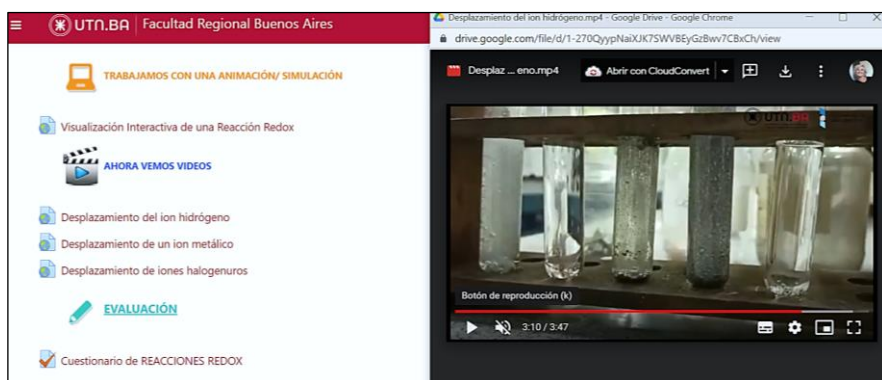 UTN.BA Facultad Regional Buenos Aires
TRABAJAMOS CON UNA ANIMACIÓN/ SIMULACIÓN
Visualización Interactiva de una Reacción Redox
AHORA VEMOS VIDEOS
Desplazamiento del ion hidrógeno
Desplazamiento de un ion metálico
Desplazamiento de iones halogenuros
EVALUACIÓN
Cuestionario de REACCIONES REDOX
Desplazamiento del ion hidrógeno.mp4 - Google Drive - Google Chrome
drive.google.com/file/d/1-270QyypNaiXJK7SWVBEyGzBwv7CBxCh/view
Desplaz ... eno.mp4 Abrir con CloudConvert
UTN.BA
Botón de reproducción (k)
3:10 / 3:47